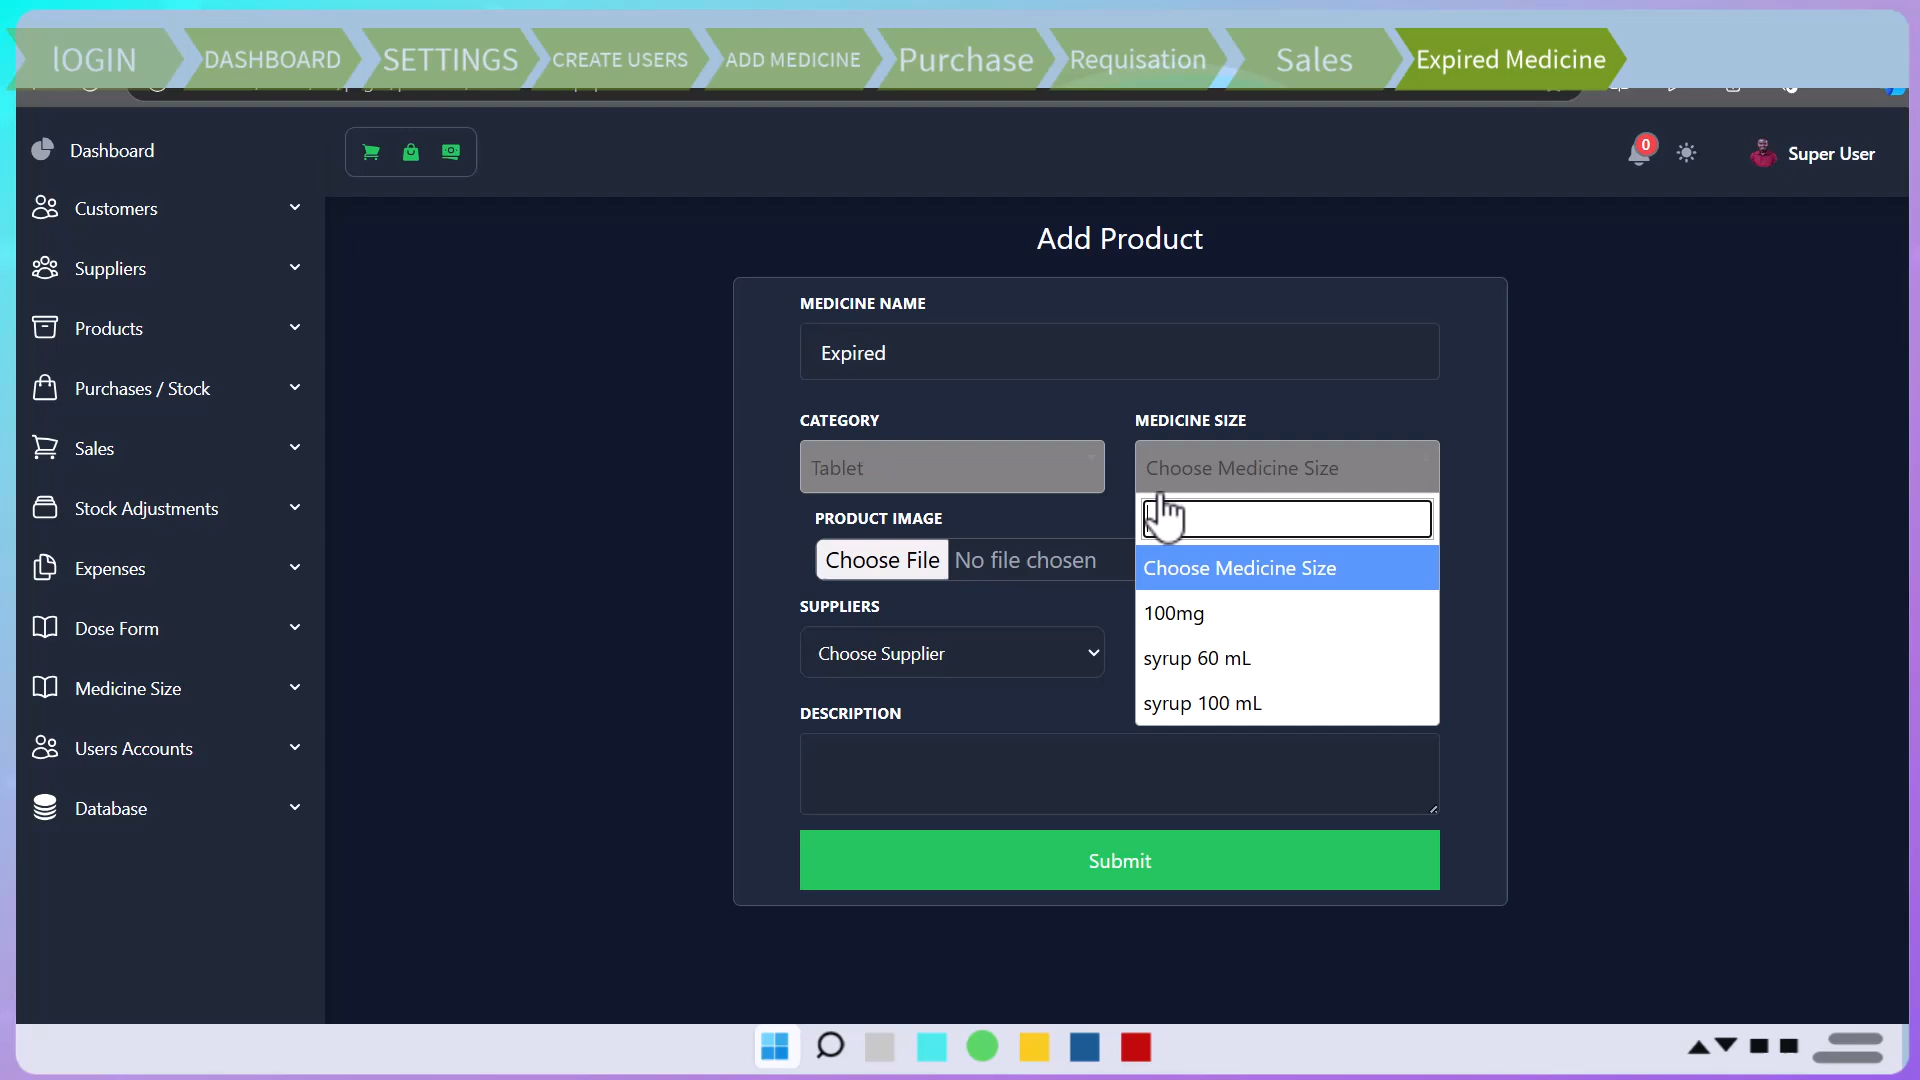 lOGIN
DASHBOARD
SETTINGS
CREATE USERS
ADD MEDICINE
Purchase
Requisation
Sales
Expired Medicine
Dashboard
0
Super User
Customers
Suppliers
Products
Purchases / Stock
Sales
Stock Adjustments
Expenses
Dose Form
Medicine Size
Users Accounts
Database
Add Product
MEDICINE NAME
Expired
CATEGORY
MEDICINE SIZE
Tablet
Choose Medicine Size
PRODUCT IMAGE
Choose File No file chosen
Choose Medicine Size
100mg
syrup 60 mL
syrup 100 mL
SUPPLIERS
Choose Supplier
DESCRIPTION
Submit